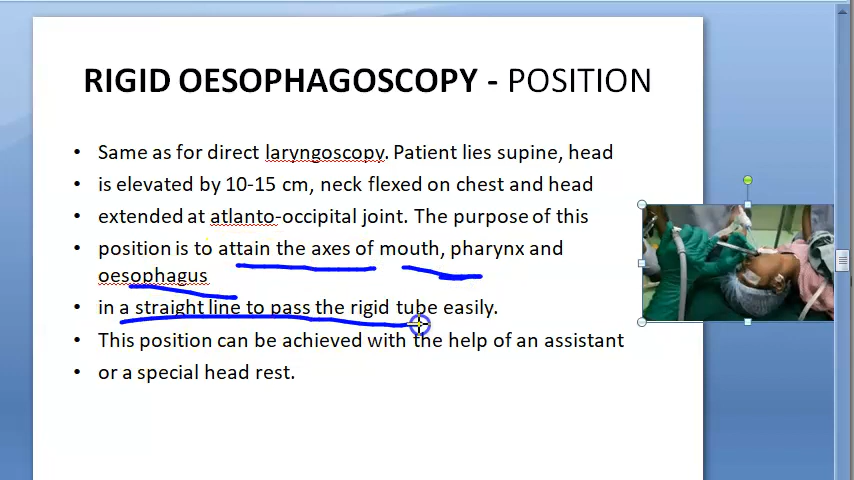 RIGID OESOPHAGOSCOPY - POSITION
• Same as for direct laryngoscopy. Patient lies supine, head
• is elevated by 10-15 cm, neck flexed on chest and head
• extended at atlanto-occipital joint. The purpose of this
• position is to attain the axes of mouth, pharynx and
oesophagus
• in a straight line to pass the rigid tube easily.
• This position can be achieved with the help of an assistant
• or a special head rest.